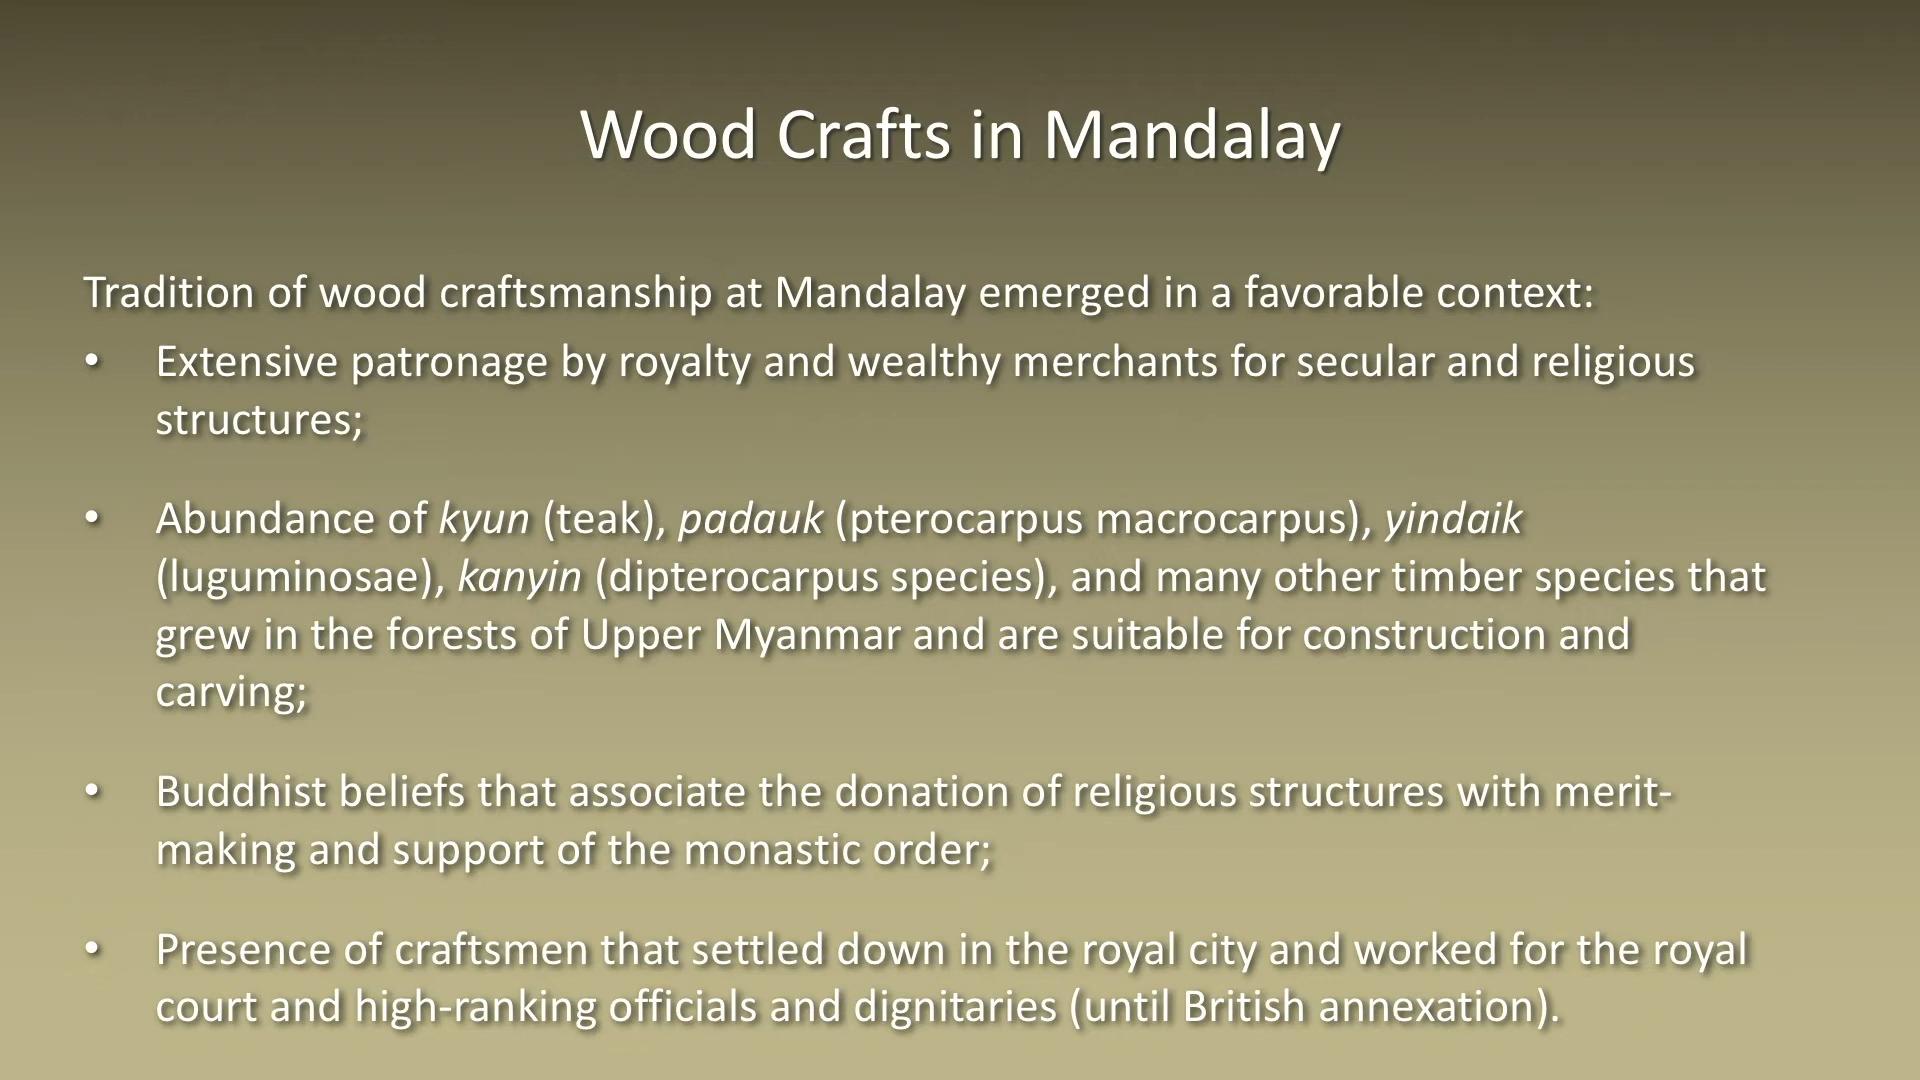 Wood Crafts in Mandalay
Tradition of wood craftsmanship at Mandalay emerged in a favorable context:
• Extensive patronage by royalty and wealthy merchants for secular and religious
structures;
• Abundance of kyun (teak), padauk (pterocarpus macrocarpus), yindaik
(luguminosae), kanyin (dipterocarpus species), and many other timber species that
grew in the forests of Upper Myanmar and are suitable for construction and
carving;
• Buddhist beliefs that associate the donation of religious structures with merit-
making and support of the monastic order;
• Presence of craftsmen that settled down in the royal city and worked for the royal
court and high-ranking officials and dignitaries (until British annexation).